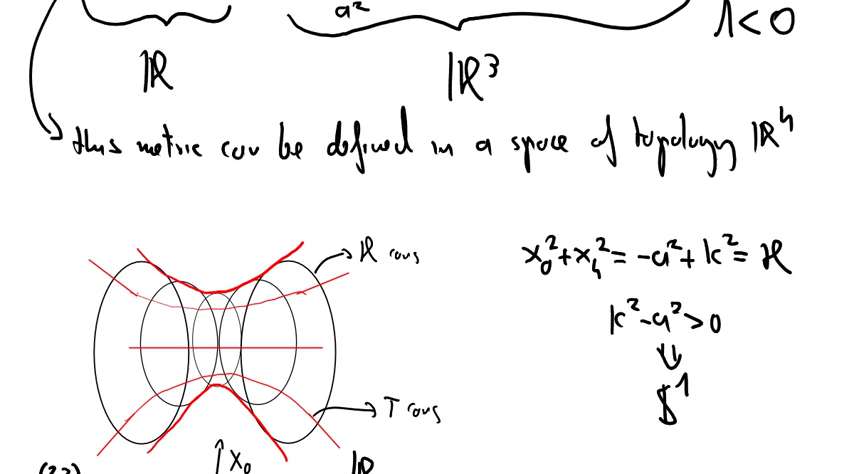 a²
Λ<0
ℝ
ℝ³
this metric can be defined in a space of topology ℝ⁴
R cons
x₀²+x₄²=-a²+k²=R
k²-a²>0
⇓
T cons
S¹
↑ x₀
ℝ